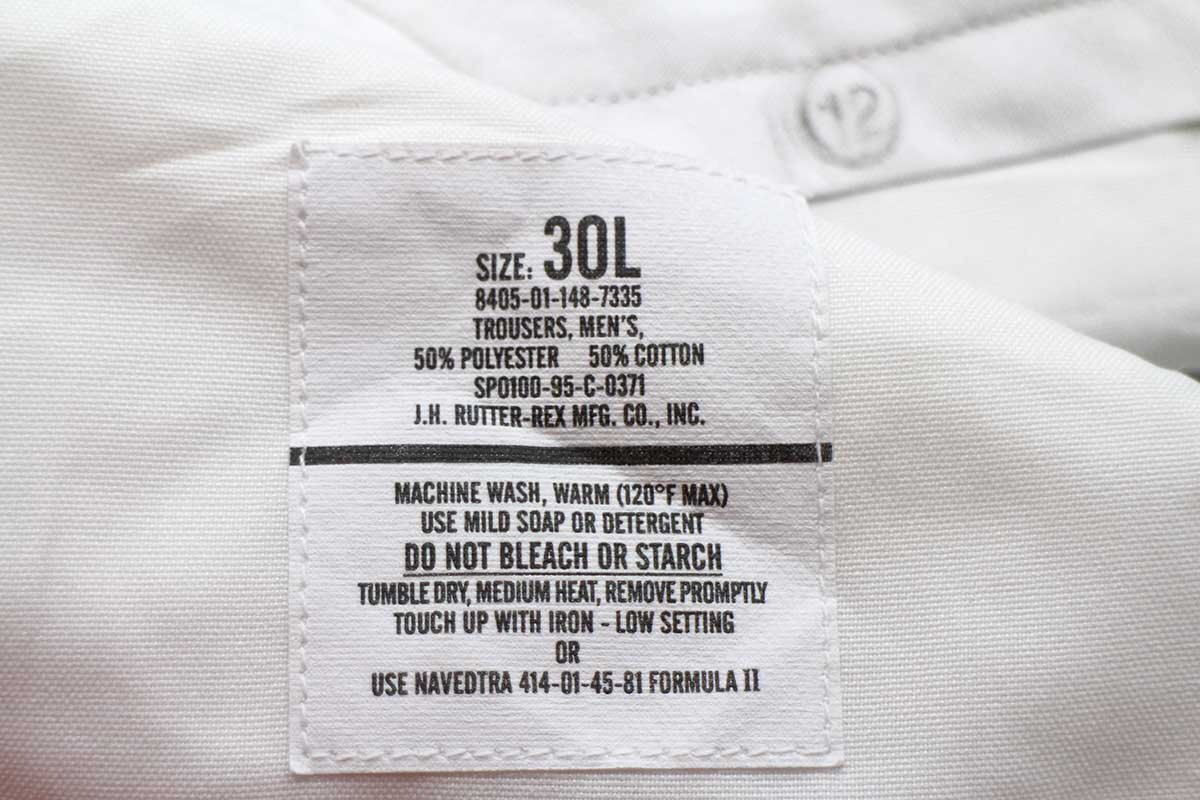 12
SIZE: 30L
8405-01-148-7335
TROUSERS, MEN'S,
50% POLYESTER 50% COTTON
SPO100-95-C-0371
J.H. RUTTER-REX MFG. CO., INC.
MACHINE WASH, WARM (120°F MAX)
USE MILD SOAP OR DETERGENT
DO NOT BLEACH OR STARCH
TUMBLE DRY, MEDIUM HEAT, REMOVE PROMPTLY
TOUCH UP WITH IRON - LOW SETTING
OR
USE NAVEDTRA 414-01-45-81 FORMULA II